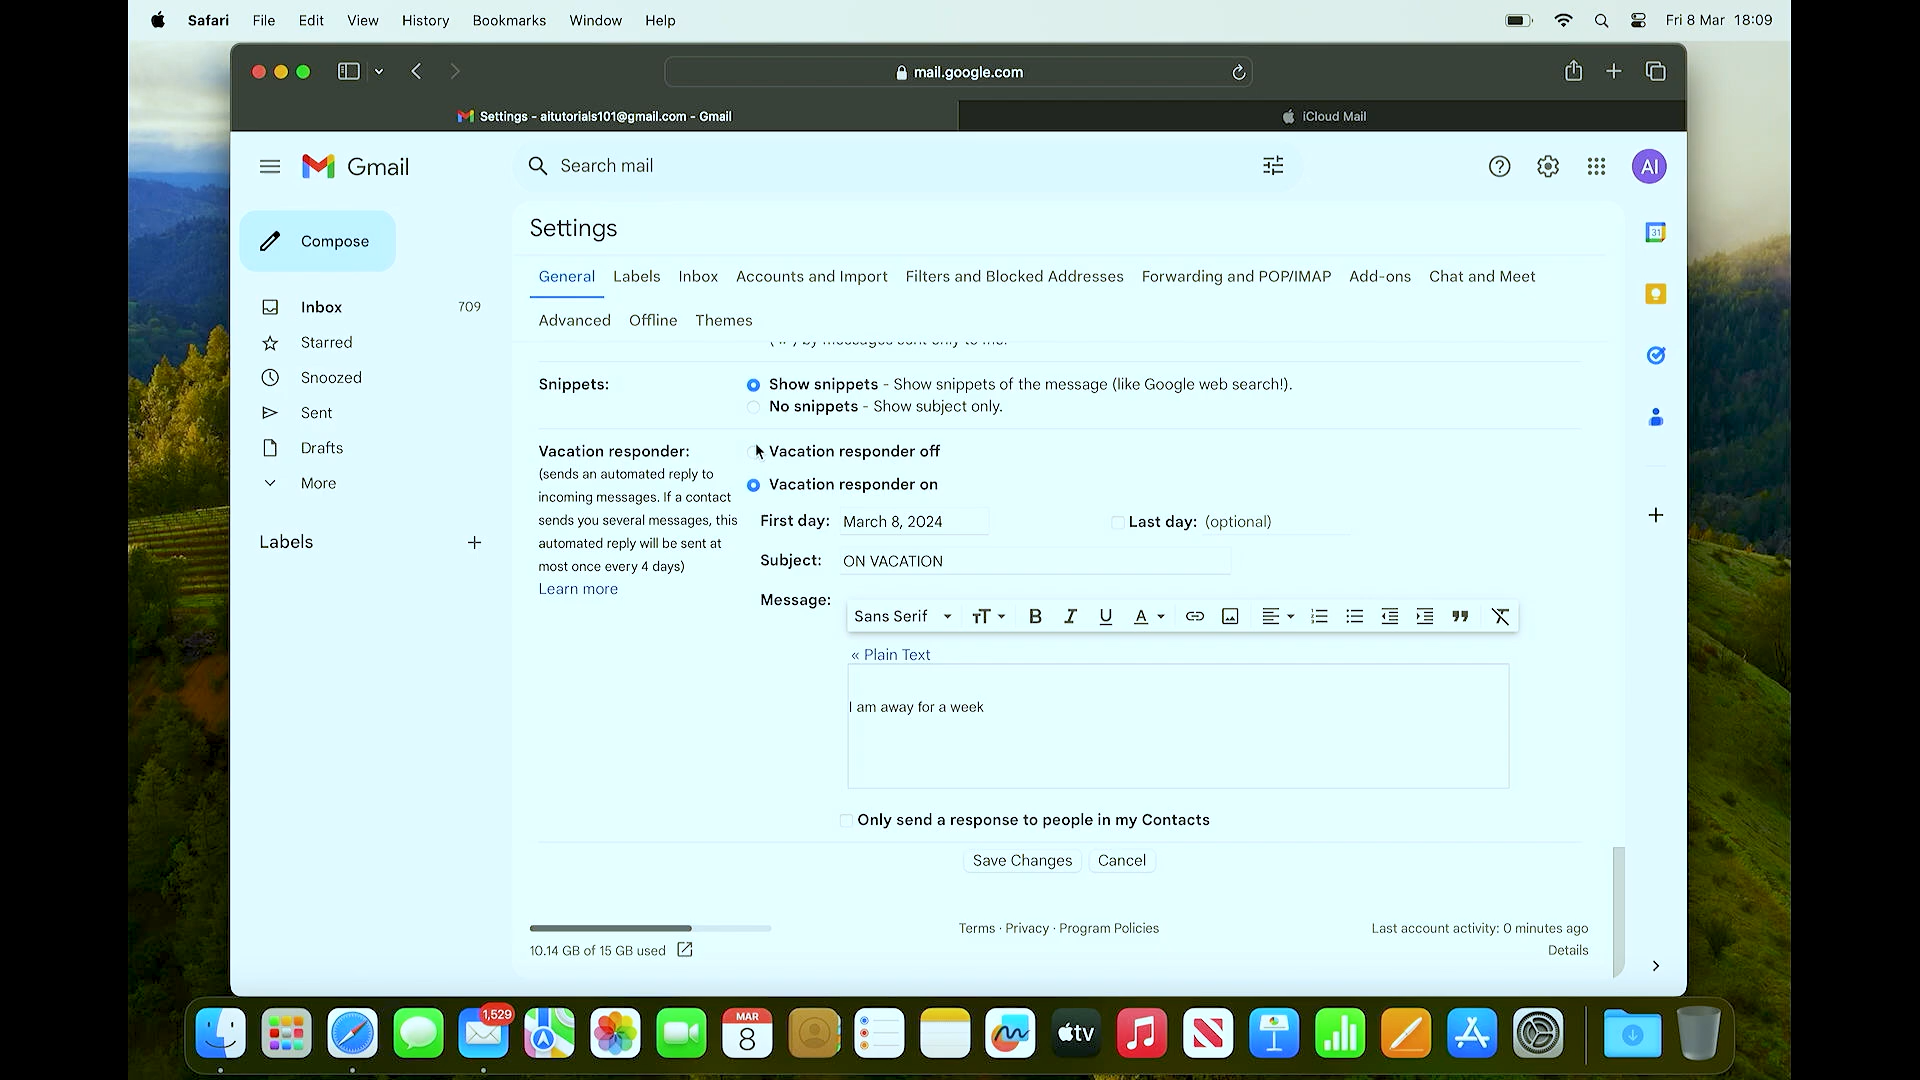 Safari File Edit View History Bookmarks Window Help Fri 8 Mar 18:09
mail.google.com
Settings - aitutorials101@gmail.com - Gmail
iCloud Mail
Gmail
Search mail
AI
Compose
Settings
31
General Labels Inbox Accounts and Import Filters and Blocked Addresses Forwarding and POP/IMAP Add-ons Chat and Meet
Advanced Offline Themes
Inbox 709
Starred
Snoozed
Sent
Drafts
More
Labels
by messages sent only to me.
Snippets:
Show snippets - Show snippets of the message (like Google web search!).
No snippets - Show subject only.
Vacation responder:
(sends an automated reply to
incoming messages. If a contact
sends you several messages, this
automated reply will be sent at
most once every 4 days)
Learn more
Vacation responder off
Vacation responder on
First day: March 8, 2024 Last day: (optional)
Subject: ON VACATION
Message:
Sans Serif
« Plain Text
I am away for a week
Only send a response to people in my Contacts
Save Changes Cancel
10.14 GB of 15 GB used
Terms · Privacy · Program Policies
Last account activity: 0 minutes ago
Details
1,529
MAR
8
tv